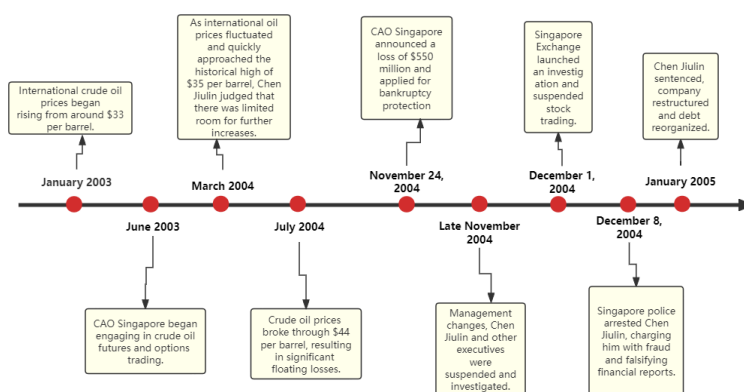 International crude oil
prices began
rising from around $33
per barrel.
As international oil
prices fluctuated
and quickly
approached the
historical high of
$35 per barrel, Chen
Jiulin judged that
there was limited
room for further
increases.
CAO Singapore
announced a
loss of $550
million and
applied for
bankruptcy
protection
Singapore
Exchange
launched
an investig
ation and
suspended
stock
trading.
Chen Jiulin
sentenced,
company
restructured
and debt
reorganized.
January 2003
March 2004
November 24,
2004
December 1,
2004
January 2005
June 2003
July 2004
Late November
2004
December 8,
2004
CAO Singapore began
engaging in crude oil
futures and options
trading.
Crude oil prices
broke through $44
per barrel, resulting
in significant
floating losses.
Management
changes, Chen
Jiulin and other
executives
were
suspended and
investigated.
Singapore police
arrested Chen
Jiulin, charging
him with fraud
and falsifying
financial reports.